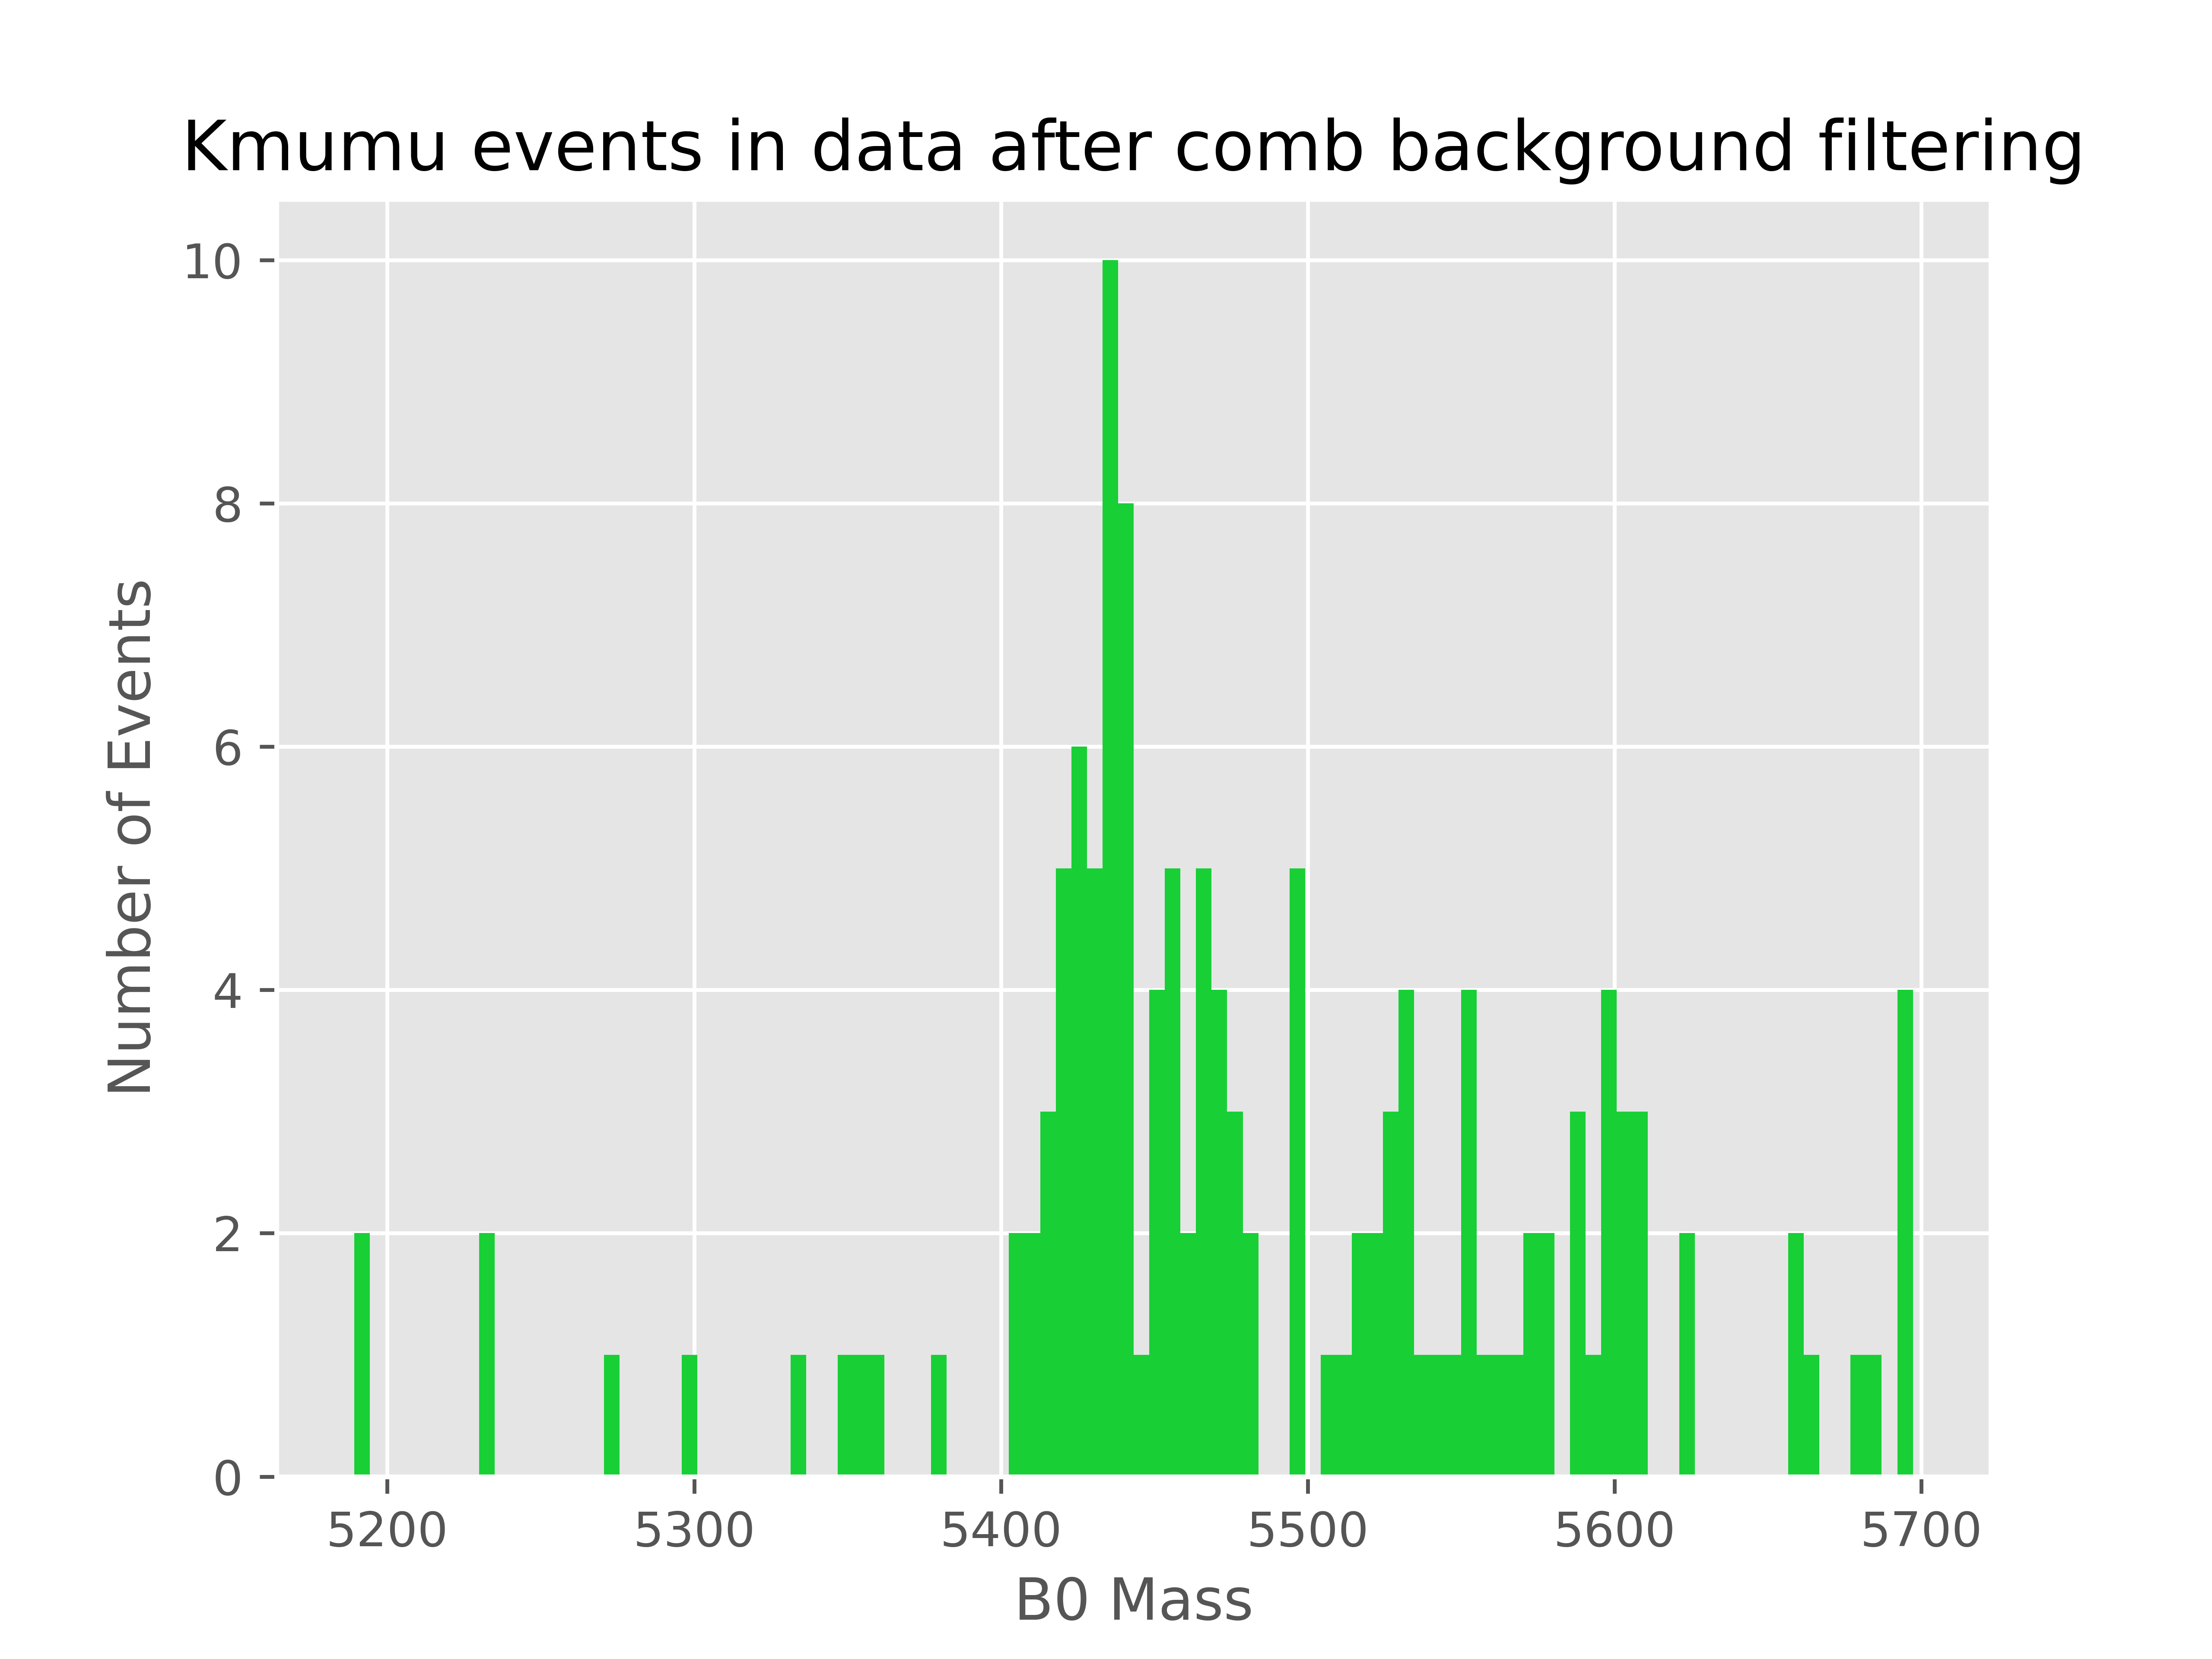 Kmumu events in data after comb background filtering
10
8
6
4
2
0
Number of Events
5200 5300 5400 5500 5600 5700
B0 Mass